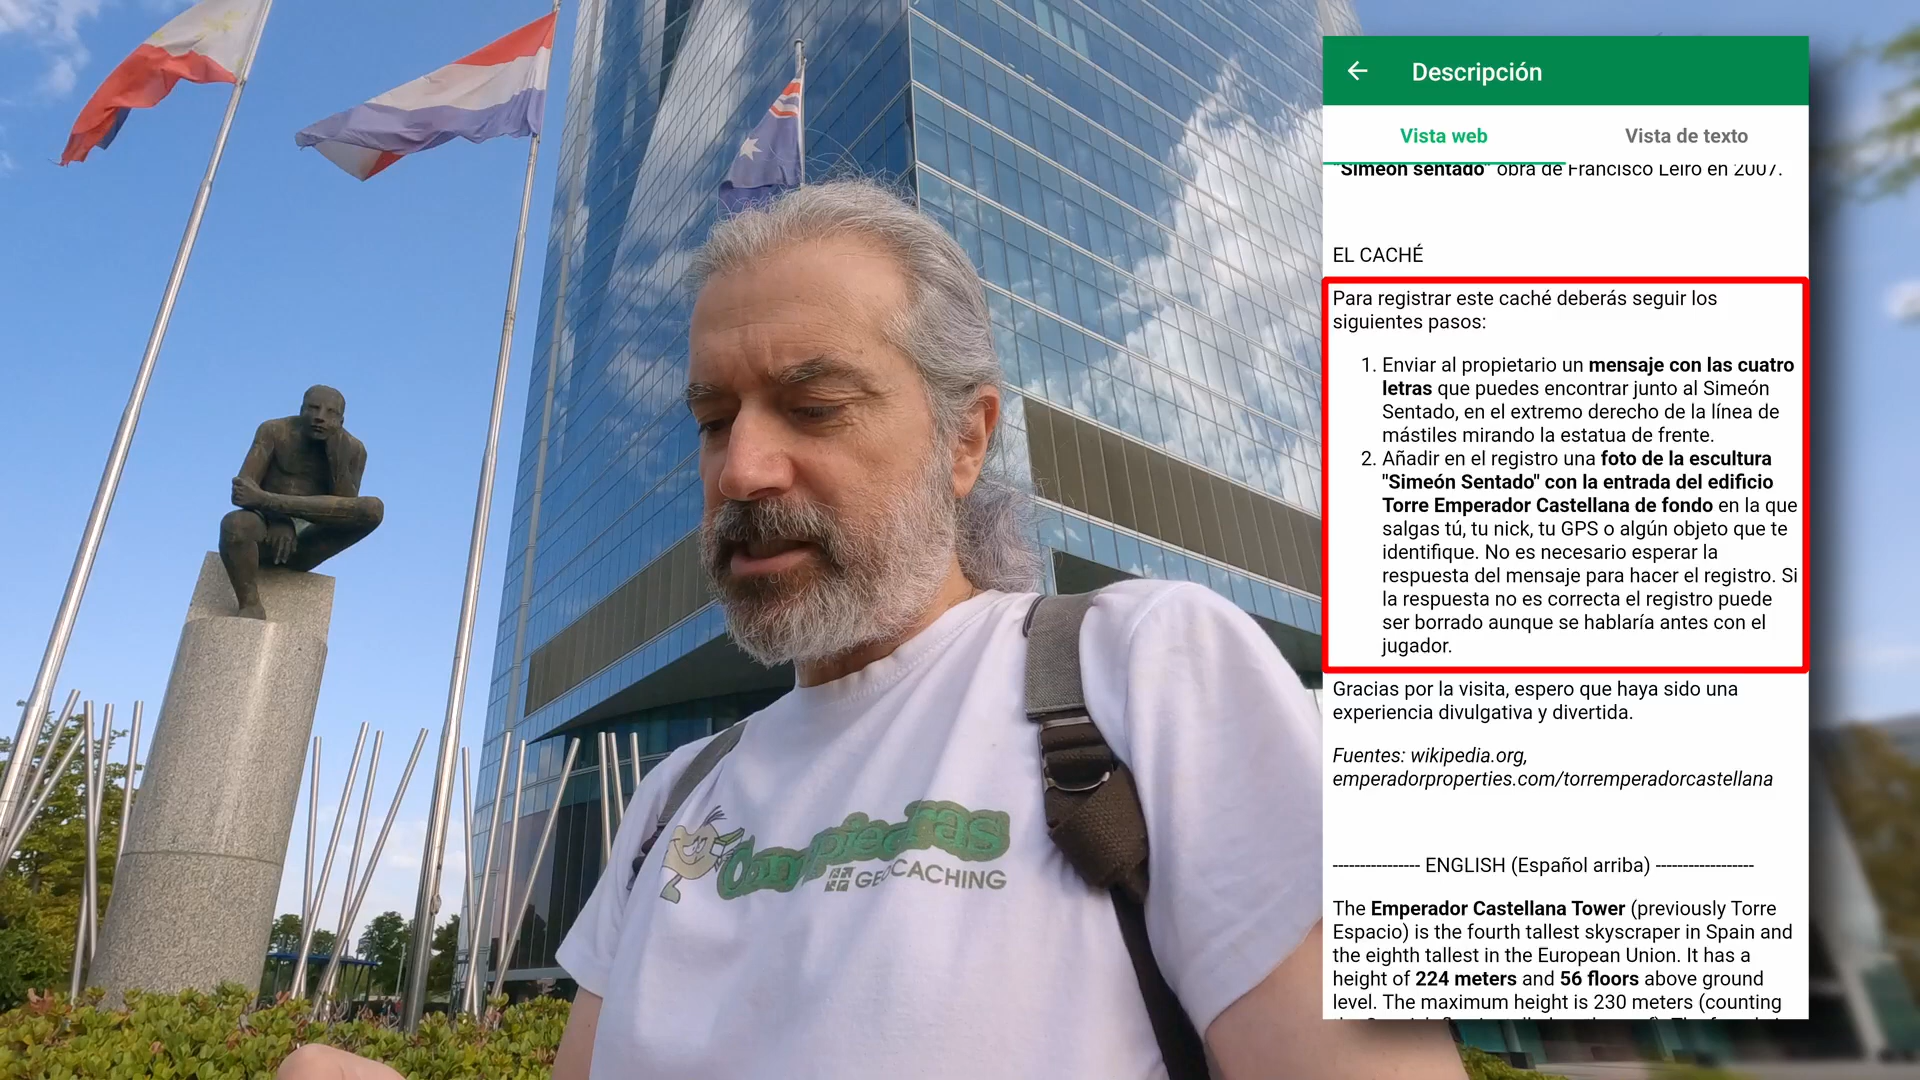 Descripción
Vista web
Vista de texto
"Simeón sentado" obra de Francisco Leiro en 2007.
EL CACHÉ
Para registrar este caché deberás seguir los
siguientes pasos:
1. Enviar al propietario un mensaje con las cuatro
letras que puedes encontrar junto al Simeón
Sentado, en el extremo derecho de la línea de
mástiles mirando la estatua de frente.
2. Añadir en el registro una foto de la escultura
"Simeón Sentado" con la entrada del edificio
Torre Emperador Castellana de fondo en la que
salgas tú, tu nick, tu GPS o algún objeto que te
identifique. No es necesario esperar la
respuesta del mensaje para hacer el registro. Si
la respuesta no es correcta el registro puede
ser borrado aunque se hablaría antes con el
jugador.
Gracias por la visita, espero que haya sido una
experiencia divulgativa y divertida.
Fuentes: wikipedia.org,
emperadorproperties.com/torremperadorcastellana
---------------- ENGLISH (Español arriba) ------------------
The Emperador Castellana Tower (previously Torre
Espacio) is the fourth tallest skyscraper in Spain and
the eighth tallest in the European Union. It has a
height of 224 meters and 56 floors above ground
level. The maximum height is 230 meters (counting
Compiedras
GEOCACHING